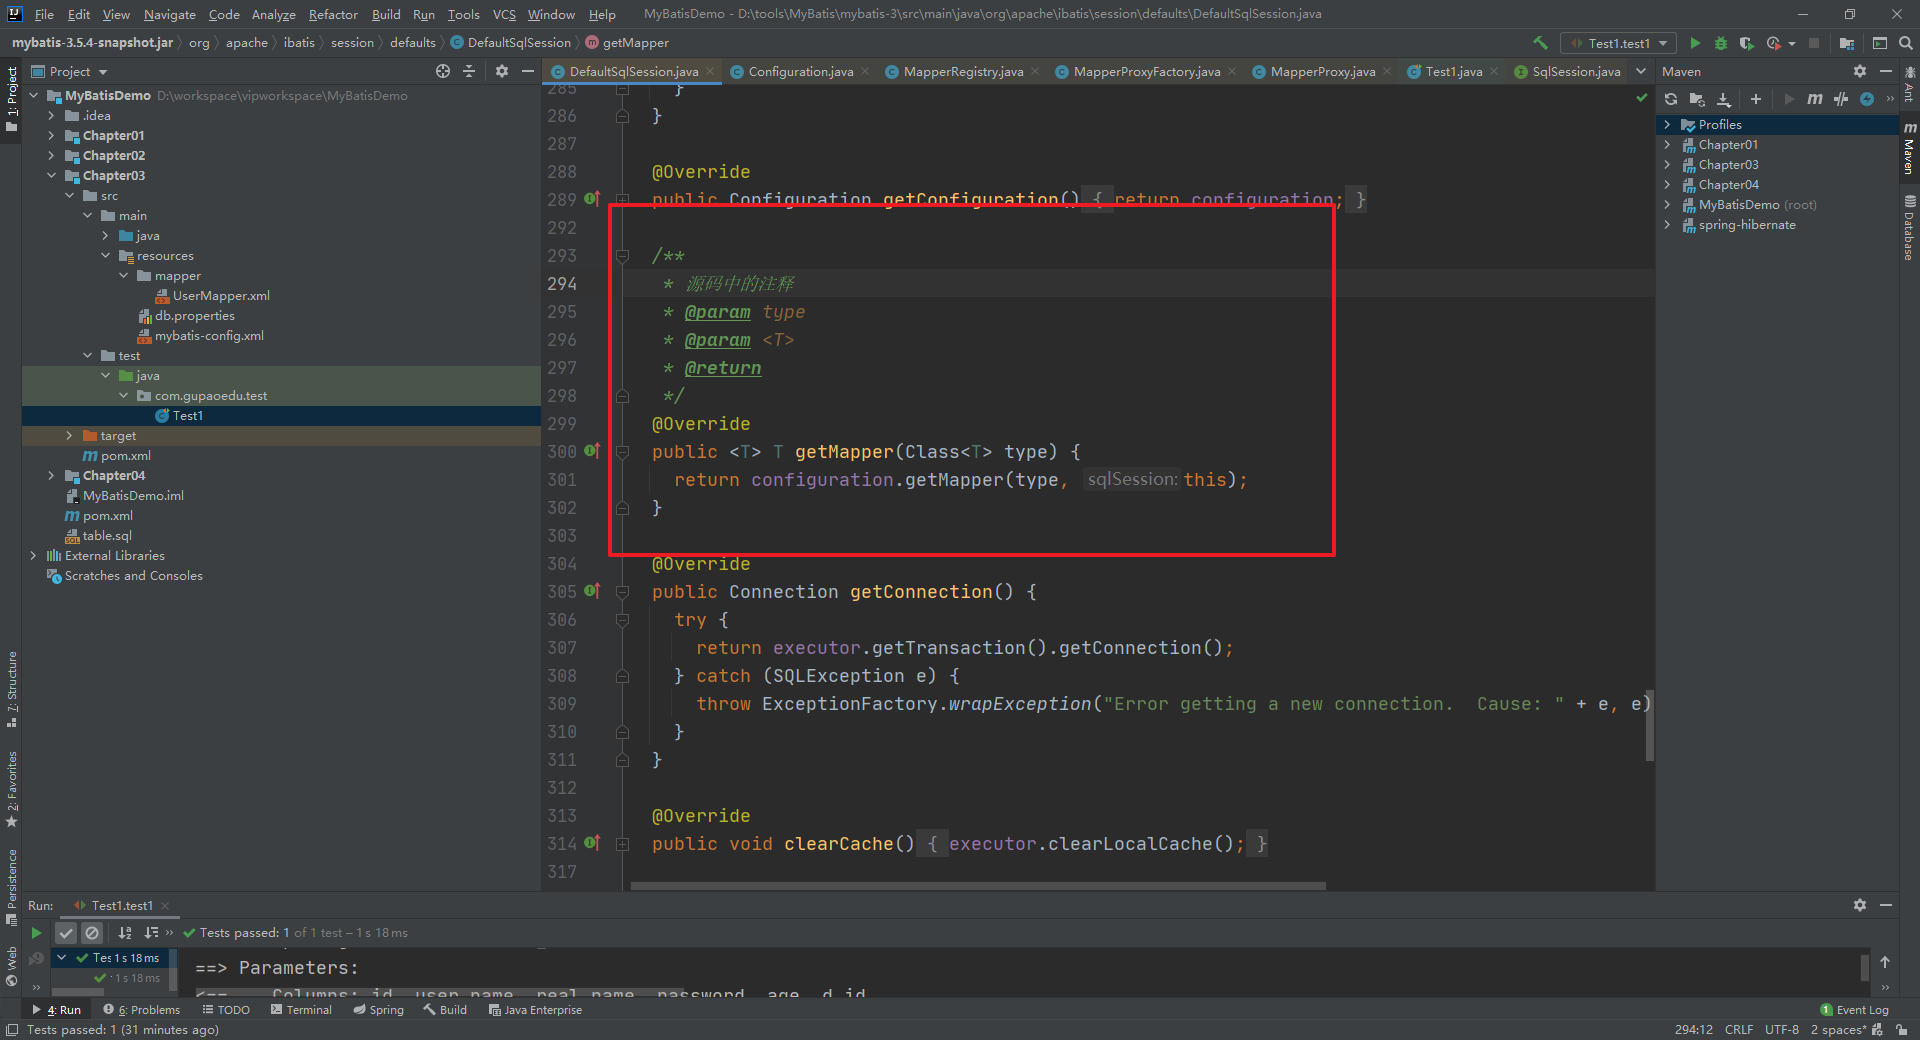 File Edit View Navigate Code Analyze Refactor Build Run Tools VCS Window Help MyBatisDemo - D:\tools\MyBatis\mybatis-3\src\main\java\org\apache\ibatis\session\defaults\DefaultSqlSession.java
mybatis-3.5.4-snapshot.jar org apache ibatis session defaults DefaultSqlSession getMapper Test1.test1
Project
DefaultSqlSession.java Configuration.java MapperRegistry.java MapperProxyFactory.java MapperProxy.java Test1.java SqlSession.java
Maven
1: Project
MyBatisDemo D:\workspace\vipworkspace\MyBatisDemo
.idea
Chapter01
Chapter02
Chapter03
src
main
java
resources
mapper
UserMapper.xml
db.properties
mybatis-config.xml
test
java
com.gupaoedu.test
Test1
target
pom.xml
Chapter04
MyBatisDemo.iml
pom.xml
table.sql
External Libraries
Scratches and Consoles
7: Structure
2: Favorites
Persistence
Web
285 }
286 }
287
288 @Override
289 public Configuration getConfiguration() { return configuration; }
292
293 /**
294 * 源码中的注释
295 * @param type
296 * @param <T>
297 * @return
298 */
299 @Override
300 public <T> T getMapper(Class<T> type) {
301 return configuration.getMapper(type, sqlSession: this);
302 }
303
304 @Override
305 public Connection getConnection() {
306 try {
307 return executor.getTransaction().getConnection();
308 } catch (SQLException e) {
309 throw ExceptionFactory.wrapException("Error getting a new connection.  Cause: " + e, e)
310 }
311 }
312
313 @Override
314 public void clearCache() { executor.clearLocalCache(); }
317
Profiles
Chapter01
Chapter03
Chapter04
MyBatisDemo (root)
spring-hibernate
Ant
Maven
Database
Run: Test1.test1
Tests passed: 1 of 1 test – 1 s 18 ms
Tes 1 s 18 ms
1 s 18 ms
==> Parameters:
<== Columns: id, user_name, real_name, password, age, d_id
4: Run 6: Problems TODO Terminal Spring Build Java Enterprise 1 Event Log
Tests passed: 1 (31 minutes ago) 294:12 CRLF UTF-8 2 spaces*